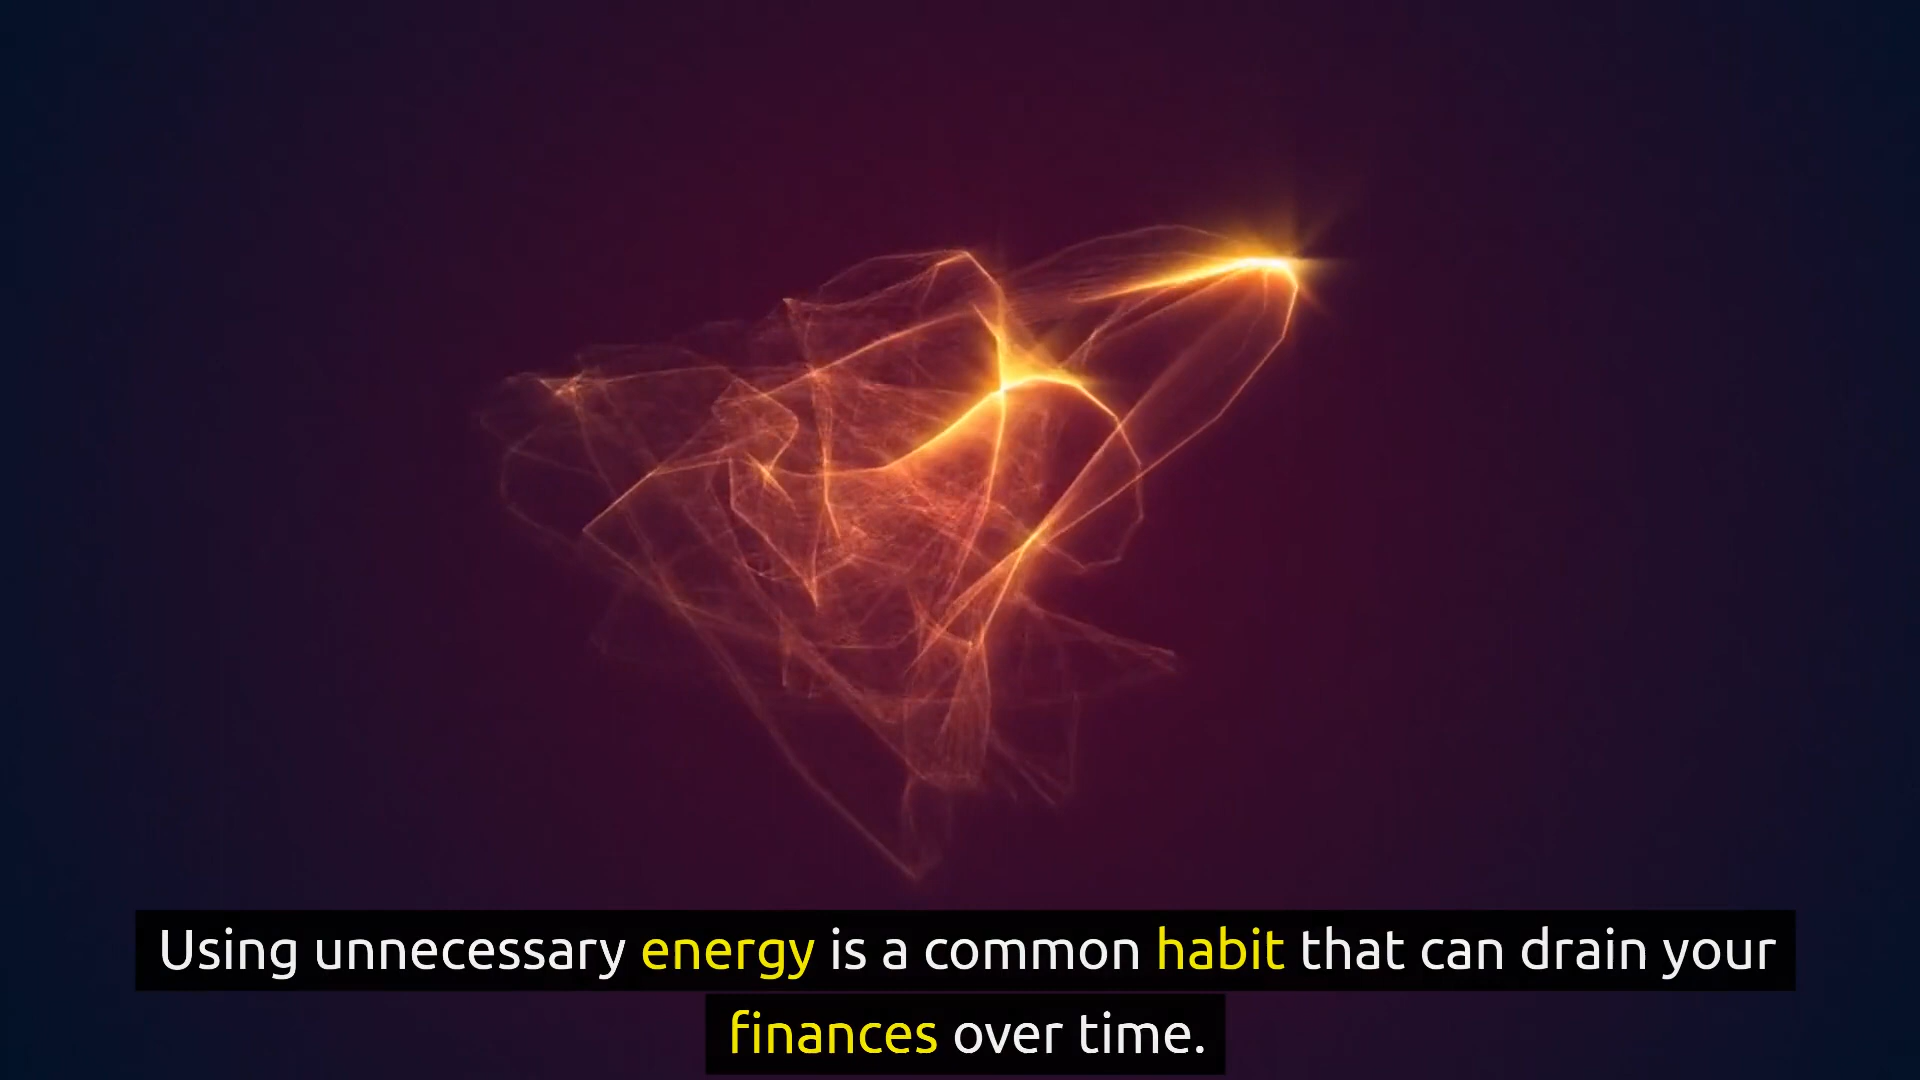 Using unnecessary energy is a common habit that can drain your
finances over time.